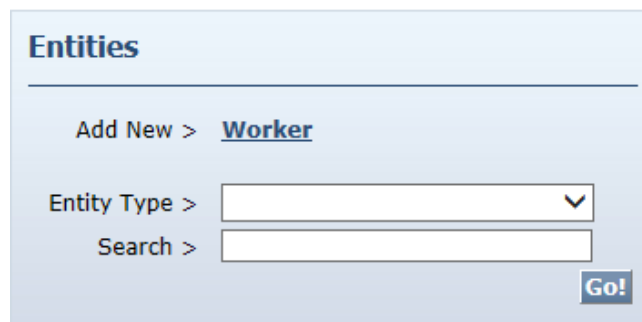 Entities
Add New > Worker
Entity Type >
Search >
Go!